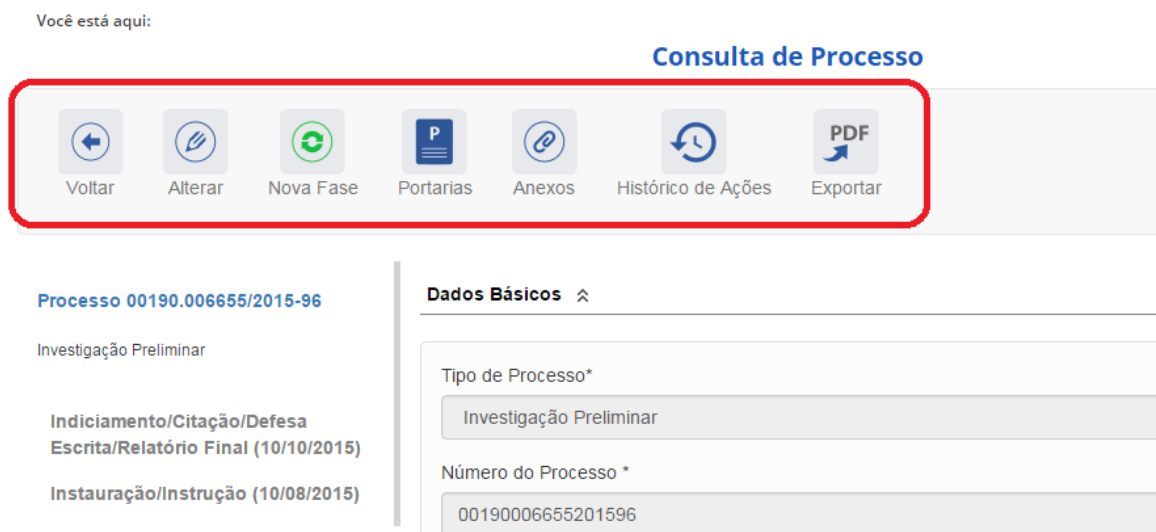 Você está aqui:
Consulta de Processo
P
PDF
Voltar Alterar Nova Fase Portarias Anexos Histórico de Ações Exportar
Processo 00190.006655/2015-96
Investigação Preliminar
Indiciamento/Citação/Defesa
Escrita/Relatório Final (10/10/2015)
Instauração/Instrução (10/08/2015)
Dados Básicos
Tipo de Processo*
Investigação Preliminar
Número do Processo *
00190006655201596